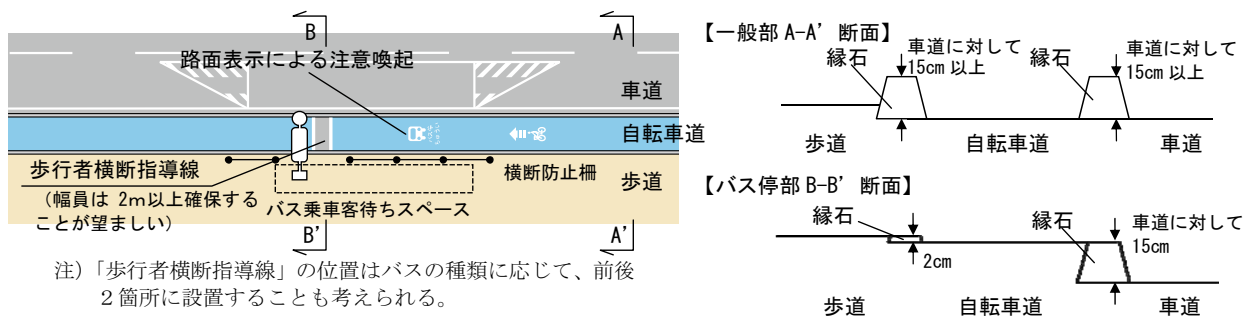 B
A
路面表示による注意喚起
車道
自転車道
歩行者横断指導線
(幅員は 2m以上確保する
ことが望ましい)
横断防止柵
歩道
バス乗車客待ちスペース
B'
A'
注)「歩行者横断指導線」の位置はバスの種類に応じて、前後
2箇所に設置することも考えられる。
【一般部 A-A’断面】
縁石
車道に対して
15cm 以上
縁石
車道に対して
15cm 以上
歩道
自転車道
車道
【バス停部 B-B’断面】
縁石
2cm
縁石
車道に対して
15cm
歩道
自転車道
車道